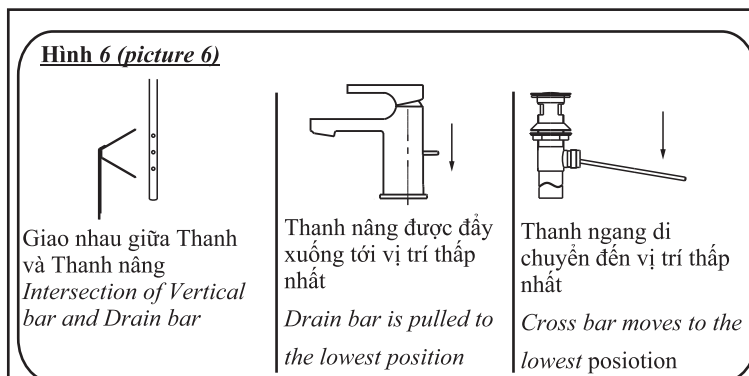 Hình 6 (picture 6)
Giao nhau giữa Thanh
và Thanh nâng
Intersection of Vertical
bar and Drain bar
Thanh nâng được đẩy
xuống tới vị trí thấp
nhất
Drain bar is pulled to
the lowest position
Thanh ngang di
chuyển đến vị trí thấp
nhất
Cross bar moves to the
lowest posiotion